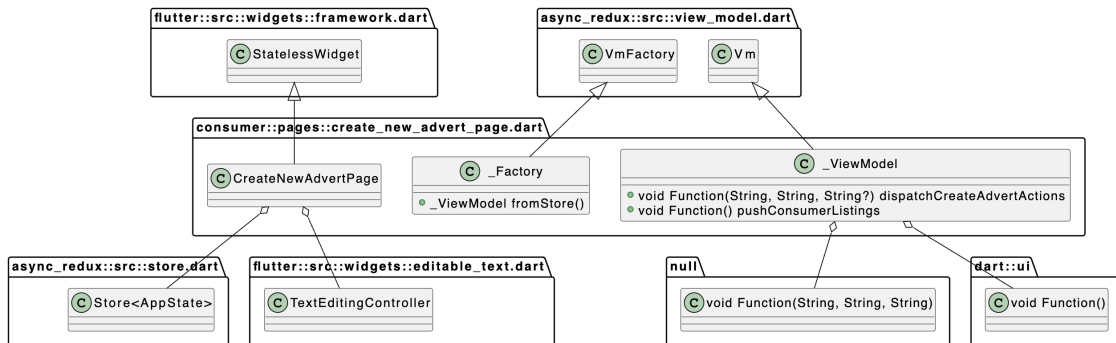 flutter::src::widgets::framework.dart
C StatelessWidget
async_redux::src::view_model.dart
C VmFactory
C Vm
consumer::pages::create_new_advert_page.dart
C CreateNewAdvertPage
C _Factory
_ViewModel fromStore()
C _ViewModel
void Function(String, String, String?) dispatchCreateAdvertActions
void Function() pushConsumerListings
async_redux::src::store.dart
C Store<AppState>
flutter::src::widgets::editable_text.dart
C TextEditingController
null
C void Function(String, String, String)
dart::ui
C void Function()